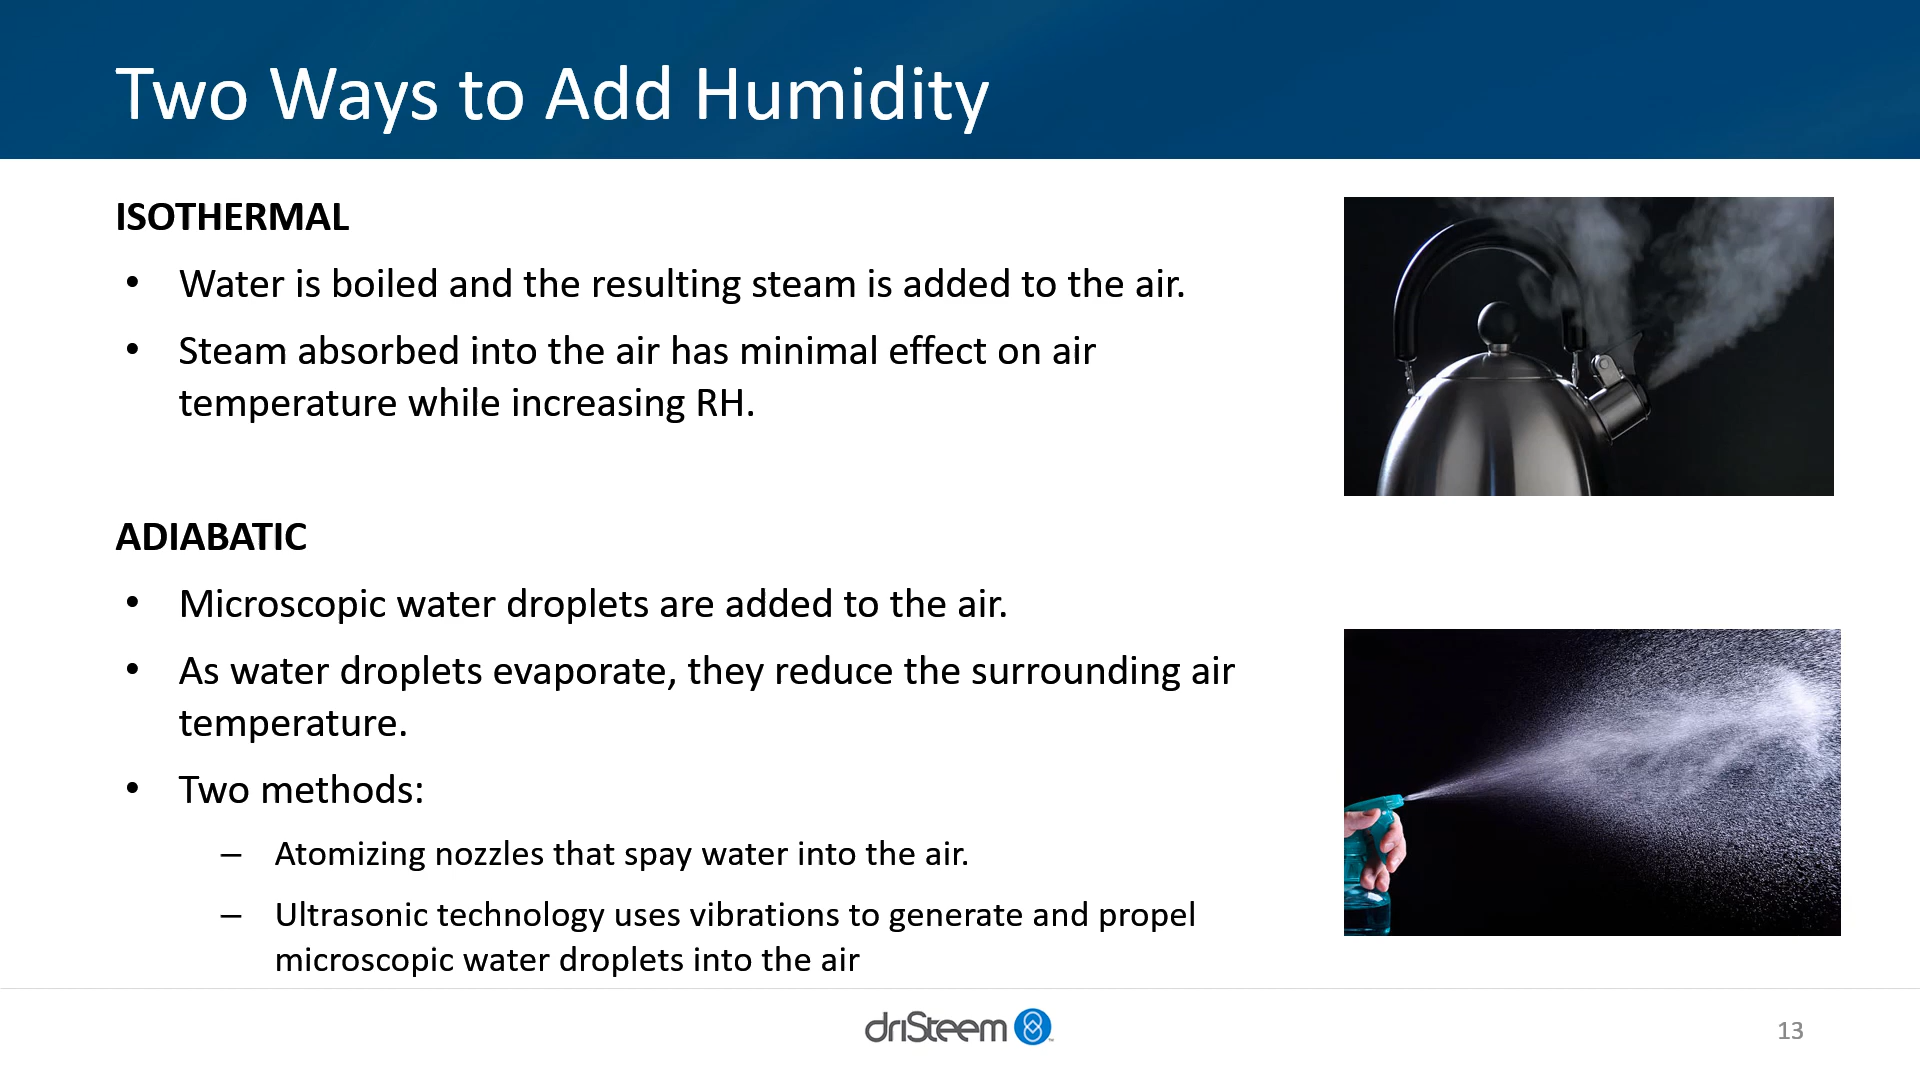 Two Ways to Add Humidity
ISOTHERMAL
• Water is boiled and the resulting steam is added to the air.
• Steam absorbed into the air has minimal effect on air
temperature while increasing RH.
ADIABATIC
• Microscopic water droplets are added to the air.
• As water droplets evaporate, they reduce the surrounding air
temperature.
• Two methods:
– Atomizing nozzles that spay water into the air.
– Ultrasonic technology uses vibrations to generate and propel
microscopic water droplets into the air
driSteem
13